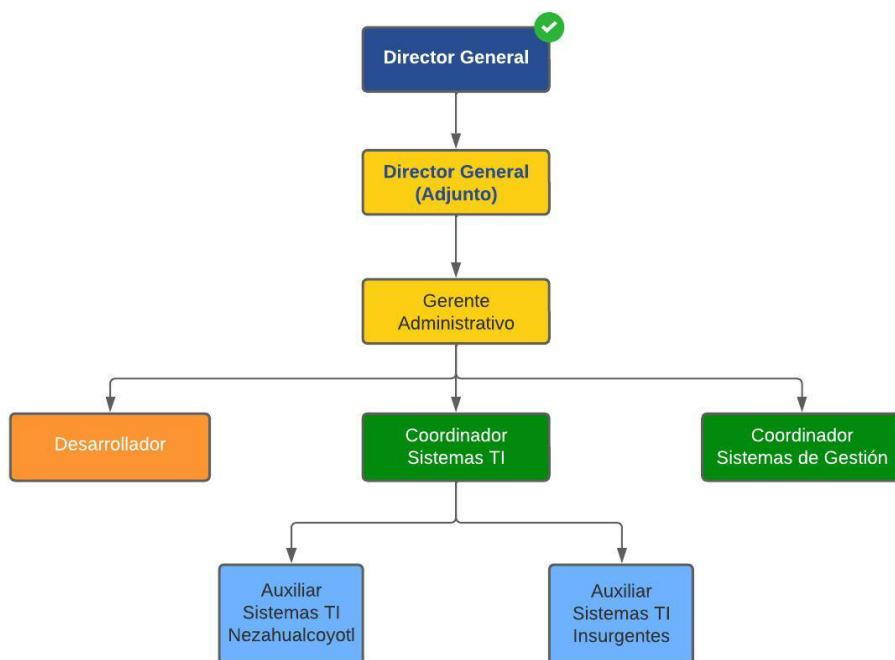 Director General
Director General
(Adjunto)
Gerente
Administrativo
Desarrollador
Coordinador
Sistemas TI
Coordinador
Sistemas de Gestión
Auxiliar
Sistemas TI
Nezahualcoyotl
Auxiliar
Sistemas TI
Insurgentes